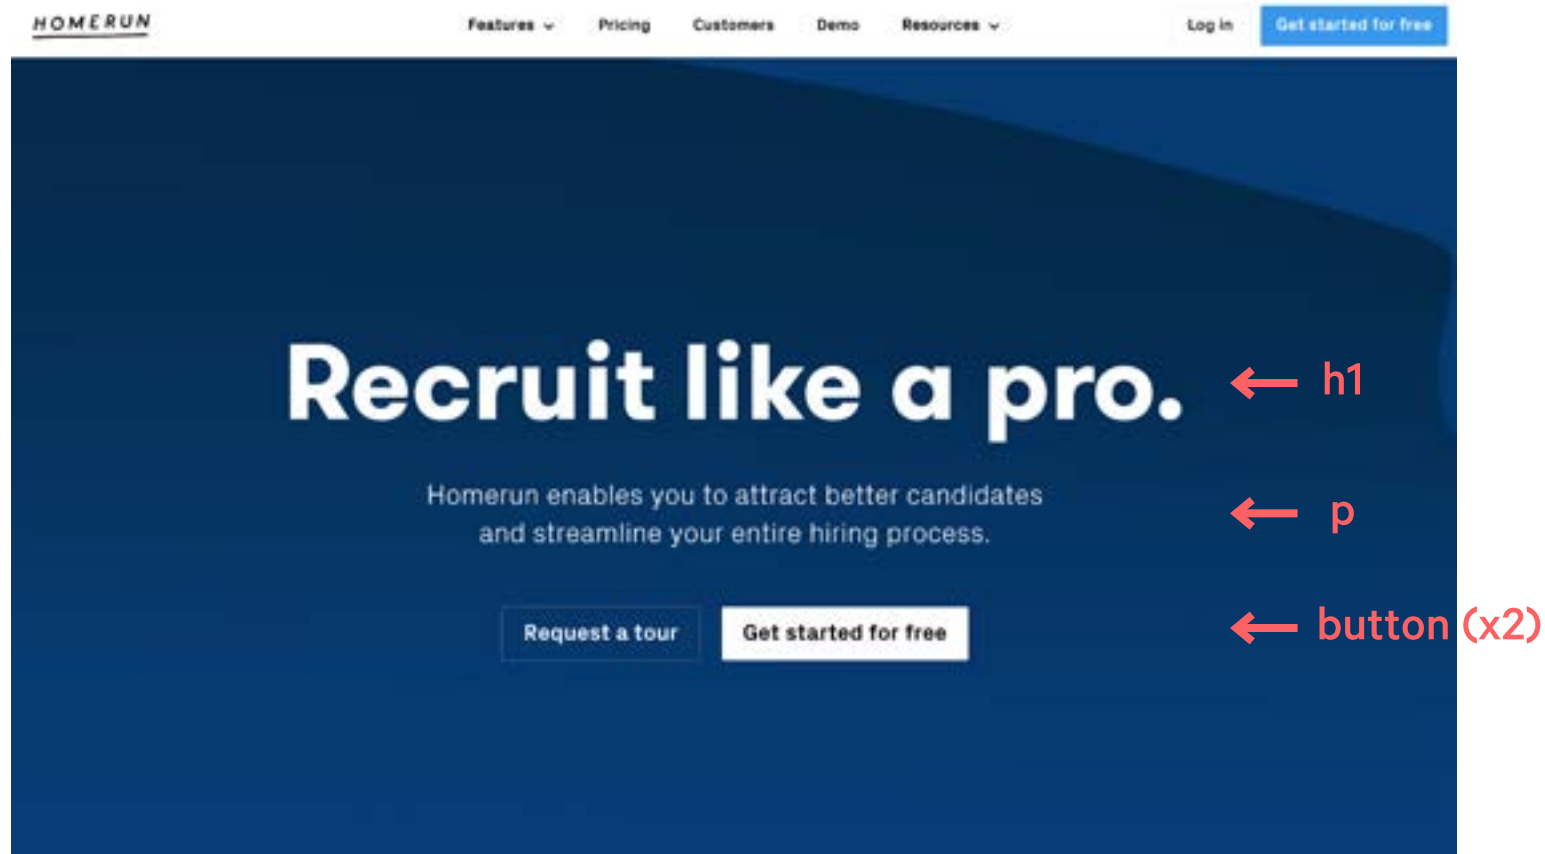 HOMERUN
Features Pricing Customers Demo Resources Log in Get started for free
Recruit like a pro. ← h1
Homerun enables you to attract better candidates
and streamline your entire hiring process.
← p
Request a tour Get started for free ← button (x2)